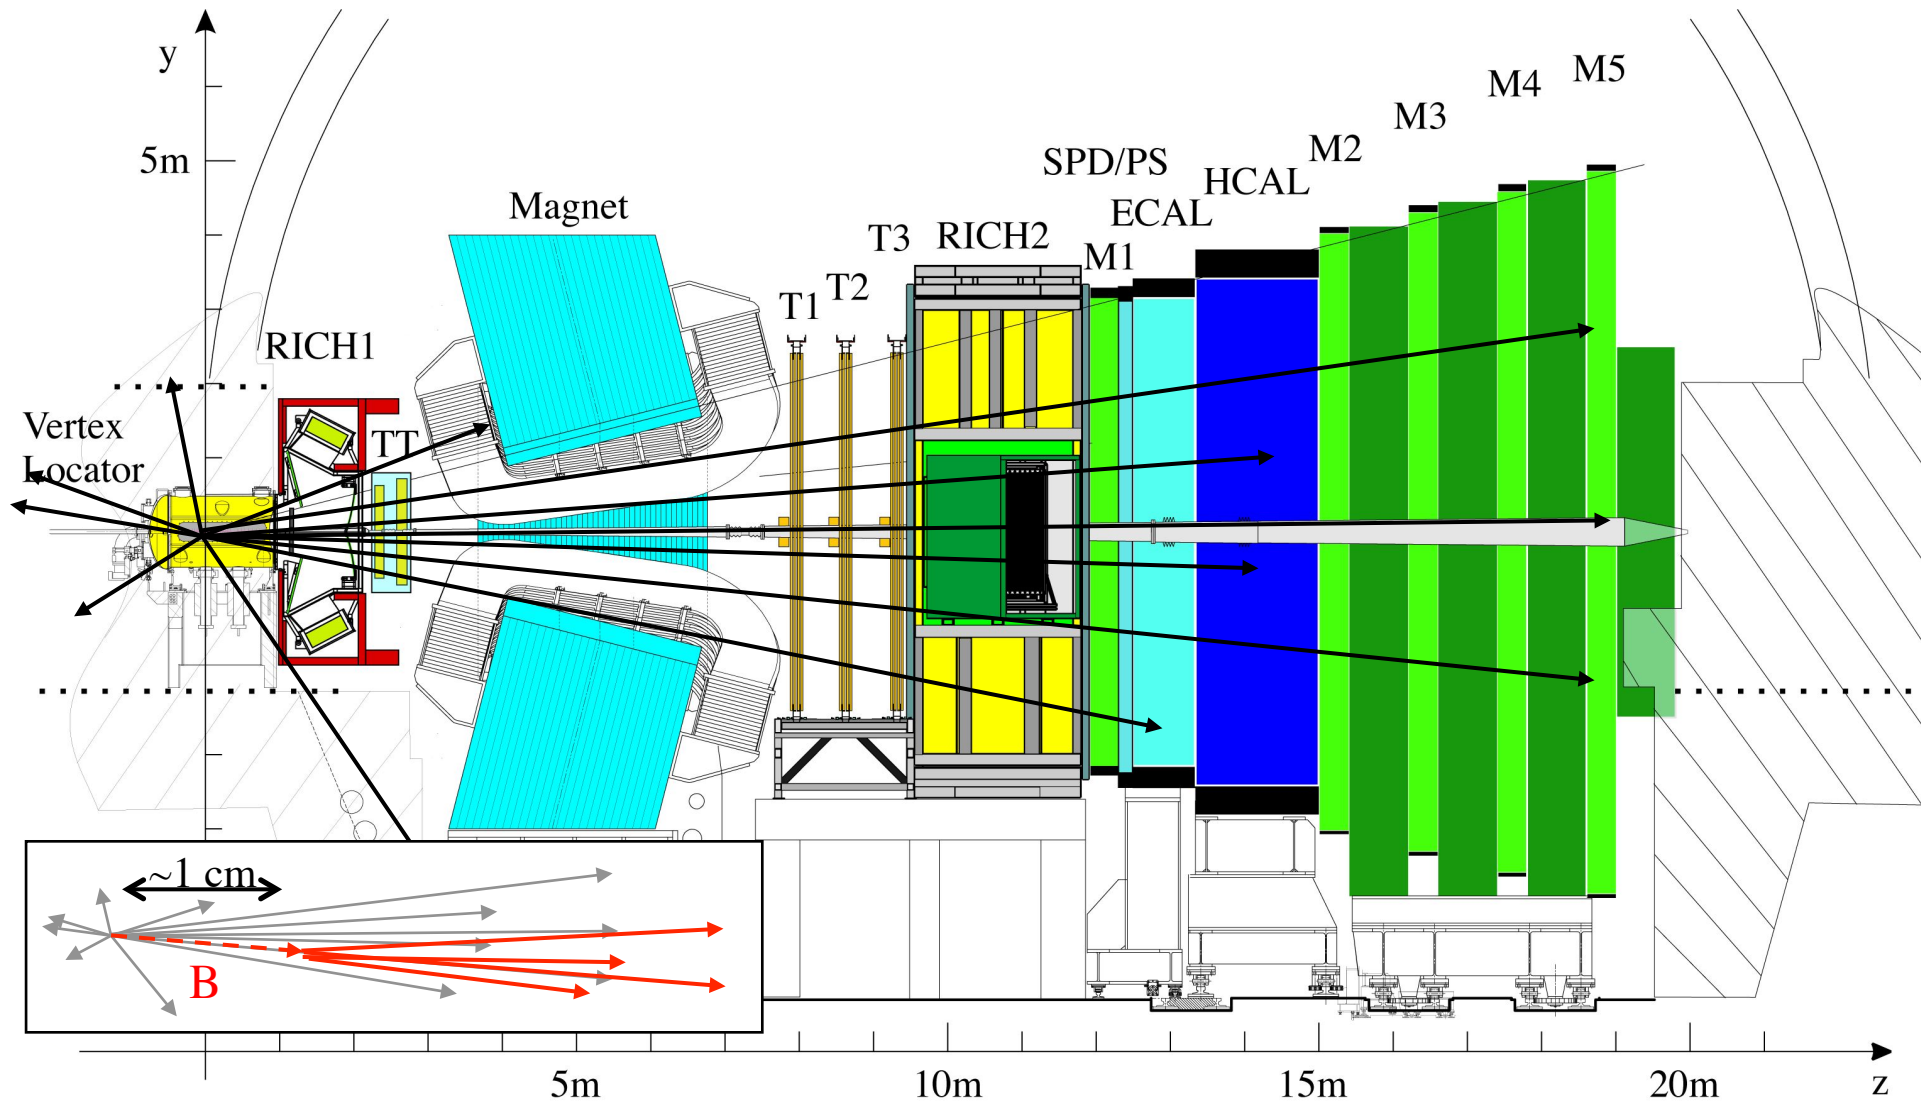 y
5m
Vertex
Locator
RICH1
TT
Magnet
T1
T2
T3
RICH2
M1
SPD/PS
ECAL
HCAL
M2
M3
M4
M5
~1 cm
B
5m
10m
15m
20m
z